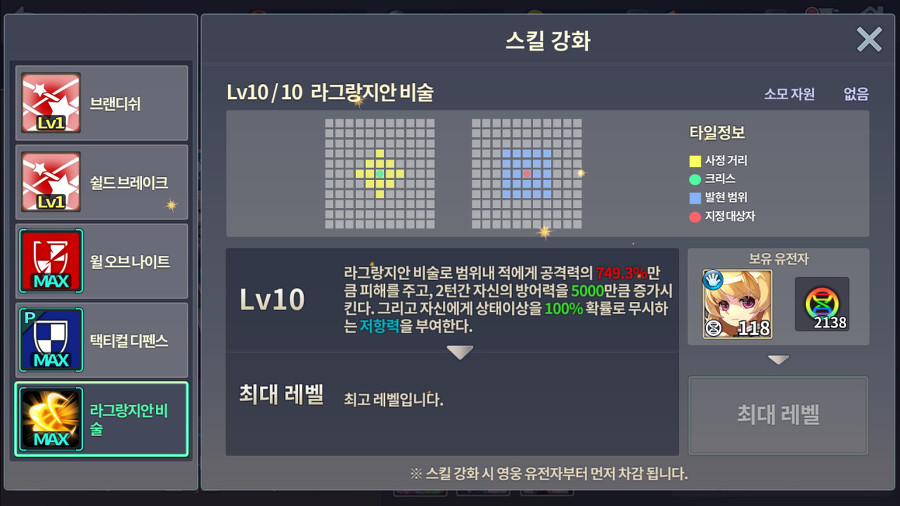 스킬 강화
브랜디쉬
Lv1
쉴드 브레이크
Lv1
윌 오브 나이트
MAX
P
택티컬 디펜스
MAX
라그랑지안 비
술
MAX
Lv10 / 10 라그랑지안 비술
소모 자원 없음
타일정보
사정 거리
크리스
발현 범위
지정 대상자
Lv10
라그랑지안 비술로 범위내 적에게 공격력의 749.3%만
큼 피해를 주고, 2턴간 자신의 방어력을 5000만큼 증가시
킨다. 그리고 자신에게 상태이상을 100% 확률로 무시하
는 저항력을 부여한다.
최대 레벨
최고 레벨입니다.
보유 유전자
118
2138
최대 레벨
※ 스킬 강화 시 영웅 유전자부터 먼저 차감 됩니다.